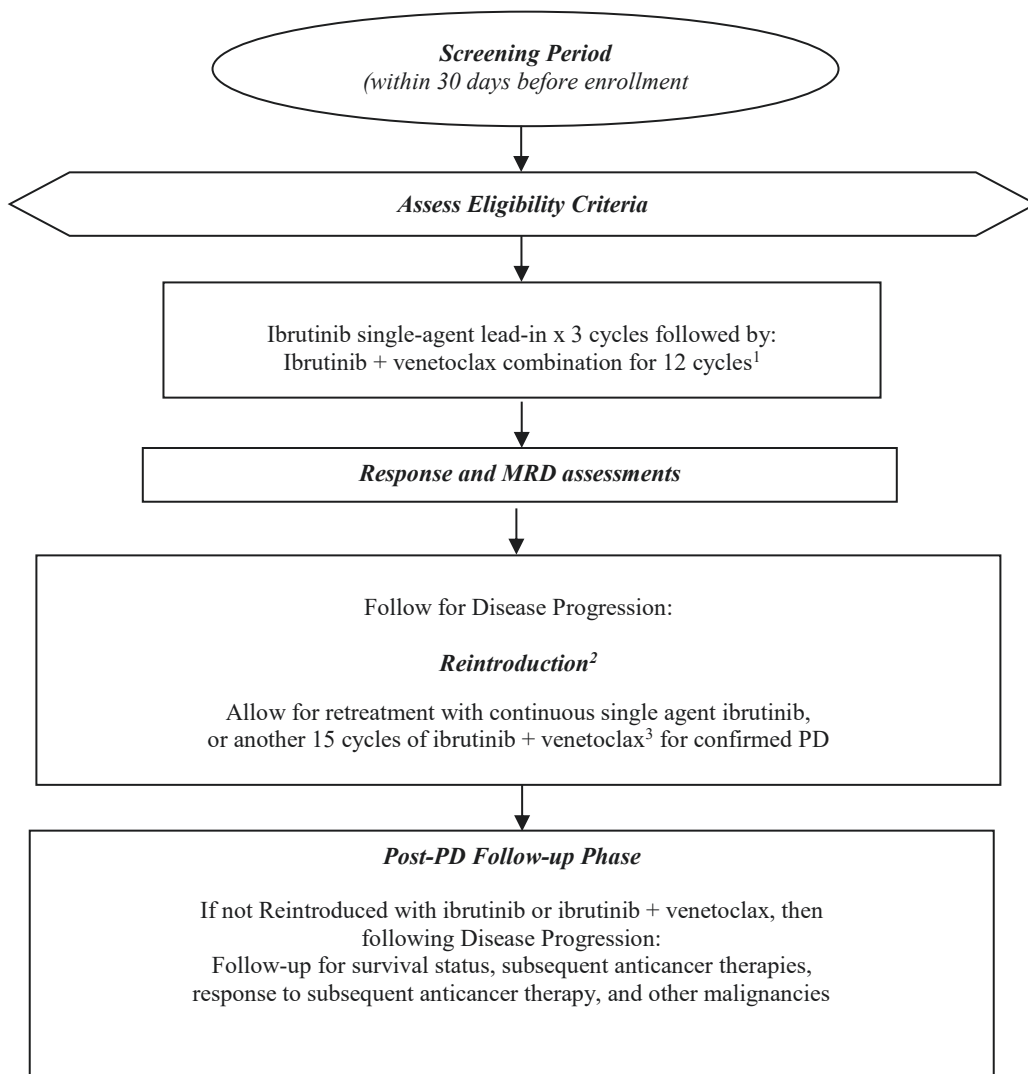 Screening Period
(within 30 days before enrollment
Assess Eligibility Criteria
Ibrutinib single-agent lead-in x 3 cycles followed by:
Ibrutinib + venetoclax combination for 12 cycles¹
Response and MRD assessments
Follow for Disease Progression:
Reintroduction²
Allow for retreatment with continuous single agent ibrutinib,
or another 15 cycles of ibrutinib + venetoclax³ for confirmed PD
Post-PD Follow-up Phase
If not Reintroduced with ibrutinib or ibrutinib + venetoclax, then
following Disease Progression:
Follow-up for survival status, subsequent anticancer therapies,
response to subsequent anticancer therapy, and other malignancies